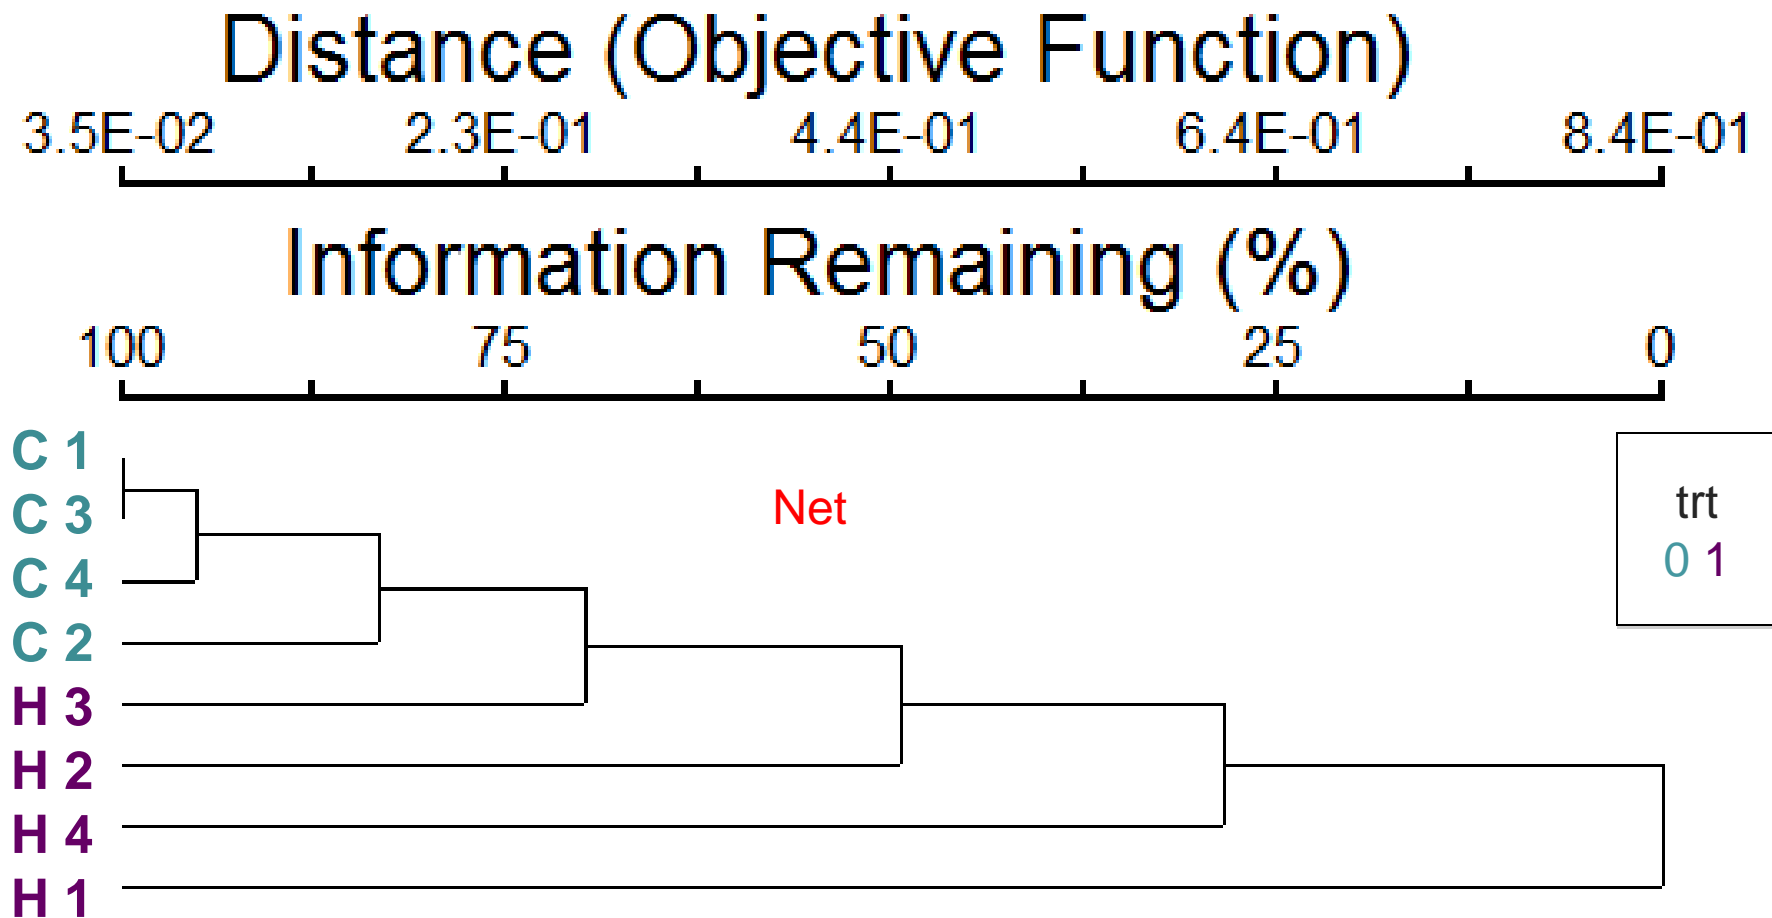 Distance (Objective Function)
3.5E-02 2.3E-01 4.4E-01 6.4E-01 8.4E-01
Information Remaining (%)
100 75 50 25 0
C 1
C 3
Net
trt
0 1
C 4
C 2
H 3
H 2
H 4
H 1